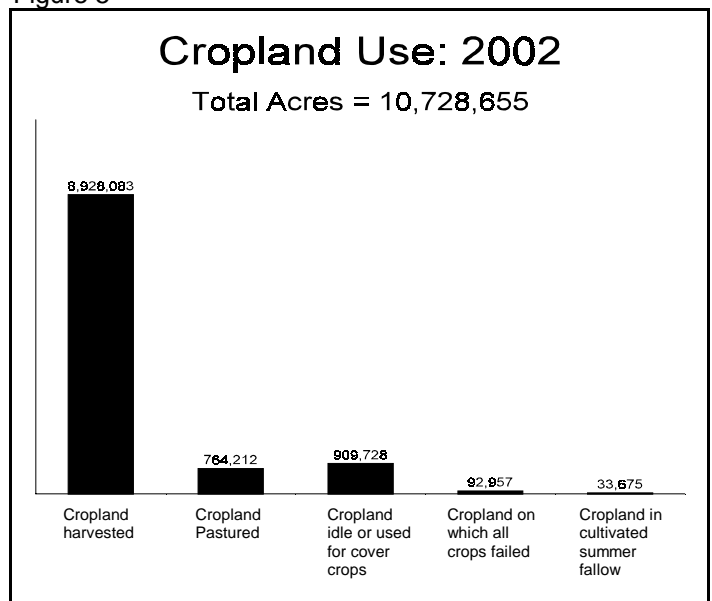 Cropland Use: 2002
Total Acres = 10,728,655
8,928,083
764,212
909,728
92,957
33,675
Cropland
harvested
Cropland
Pastured
Cropland
idle or used
for cover
crops
Cropland on
which all
crops failed
Cropland in
cultivated
summer
fallow